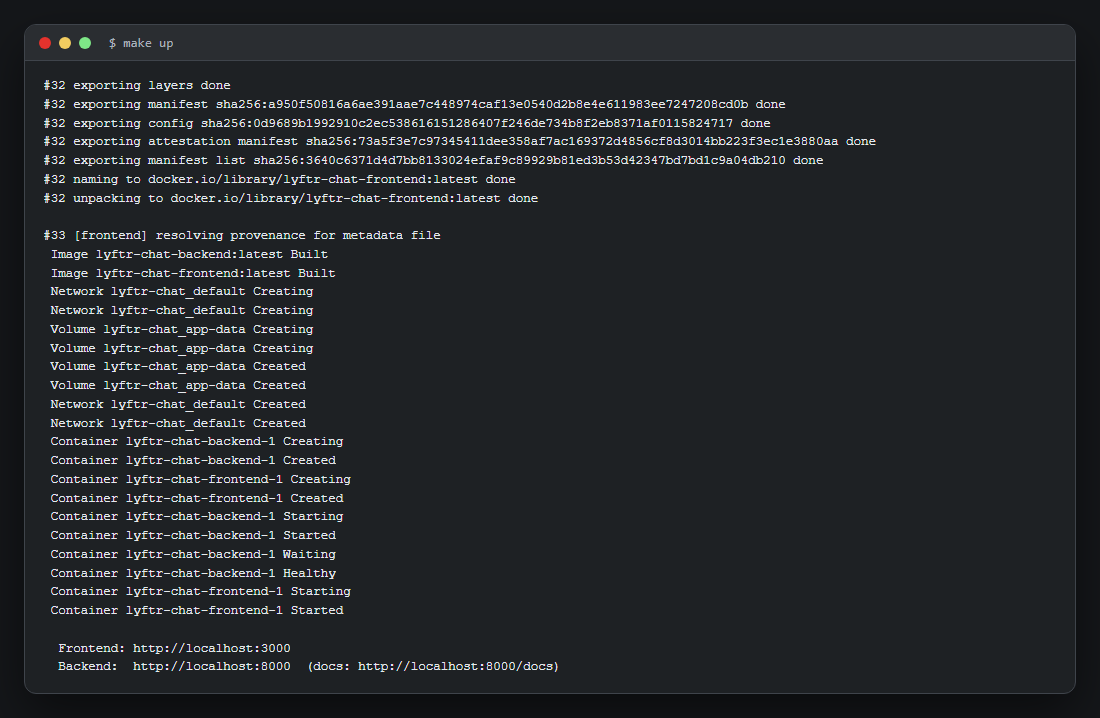 $ make up
#32 exporting layers done
#32 exporting manifest sha256:a950f50816a6ae391aae7c448974caf13e0540d2b8e4e611983ee7247208cd0b done
#32 exporting config sha256:0d9689b1992910c2ec538616151286407f246de734b8f2eb8371af0115824717 done
#32 exporting attestation manifest sha256:73a5f3e7c97345411dee358af7ac169372d4856cf8d3014bb223f3ec1e3880aa done
#32 exporting manifest list sha256:3640c6371d4d7bb8133024efaf9c89929b81ed3b53d42347bd7bd1c9a04db210 done
#32 naming to docker.io/library/lyftr-chat-frontend:latest done
#32 unpacking to docker.io/library/lyftr-chat-frontend:latest done
#33 [frontend] resolving provenance for metadata file
Image lyftr-chat-backend:latest Built
Image lyftr-chat-frontend:latest Built
Network lyftr-chat_default Creating
Network lyftr-chat_default Creating
Volume lyftr-chat_app-data Creating
Volume lyftr-chat_app-data Creating
Volume lyftr-chat_app-data Created
Volume lyftr-chat_app-data Created
Network lyftr-chat_default Created
Network lyftr-chat_default Created
Container lyftr-chat-backend-1 Creating
Container lyftr-chat-backend-1 Created
Container lyftr-chat-frontend-1 Creating
Container lyftr-chat-frontend-1 Created
Container lyftr-chat-backend-1 Starting
Container lyftr-chat-backend-1 Started
Container lyftr-chat-backend-1 Waiting
Container lyftr-chat-backend-1 Healthy
Container lyftr-chat-frontend-1 Starting
Container lyftr-chat-frontend-1 Started
Frontend: http://localhost:3000
Backend:  http://localhost:8000  (docs: http://localhost:8000/docs)